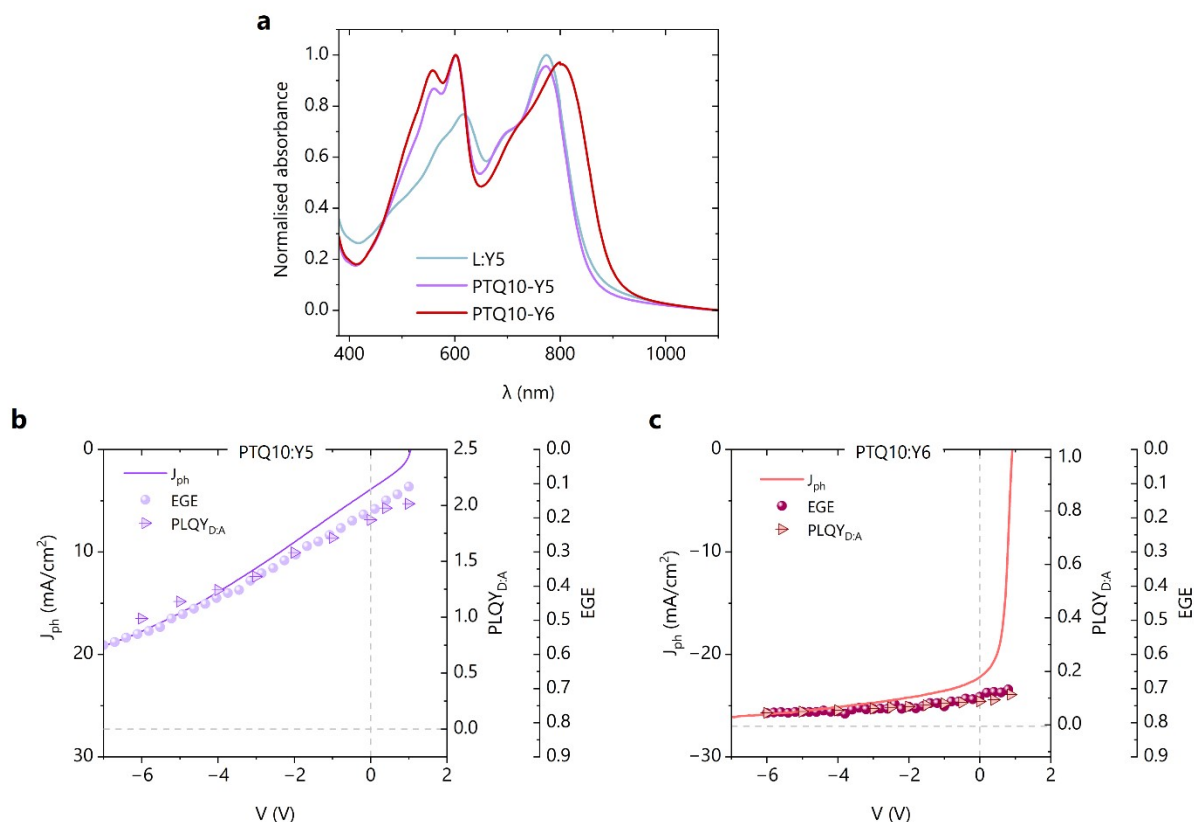 a
Normalised absorbance
1.0
0.8
0.6
0.4
0.2
0.0
L:Y5
PTQ10-Y5
PTQ10-Y6
400 600 800 1000
λ (nm)
b
PTQ10:Y5
J_ph (mA/cm²)
0
10
20
30
J_ph
EGE
PLQY_D:A
2.5
2.0
1.5
1.0
0.5
0.0
PLQY_D:A
0.0
0.1
0.2
0.3
0.4
0.5
0.6
0.7
0.8
0.9
EGE
−6 −4 −2 0 2
V (V)
c
PTQ10:Y6
J_ph (mA/cm²)
0
−10
−20
−30
J_ph
EGE
PLQY_D:A
1.0
0.8
0.6
0.4
0.2
0.0
PLQY_D:A
0.0
0.1
0.2
0.3
0.4
0.5
0.6
0.7
0.8
0.9
EGE
−6 −4 −2 0 2
V (V)